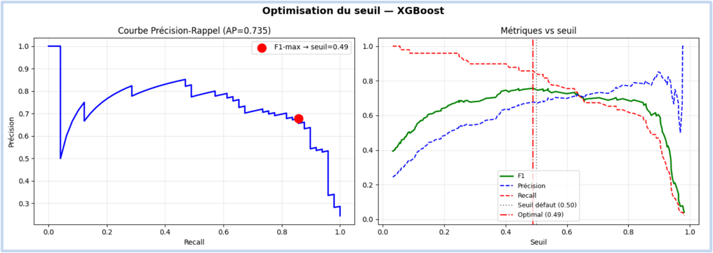 Optimisation du seuil — XGBoost
Courbe Précision-Rappel (AP=0.735)
F1-max → seuil=0.49
Précision
1.0
0.9
0.8
0.7
0.6
0.5
0.4
0.3
0.0
0.2
0.4
0.6
0.8
1.0
Recall
Métriques vs seuil
1.0
0.8
0.6
0.4
0.2
0.0
F1
Précision
Recall
Seuil défaut (0.50)
Optimal (0.49)
0.0
0.2
0.4
0.6
0.8
1.0
Seuil